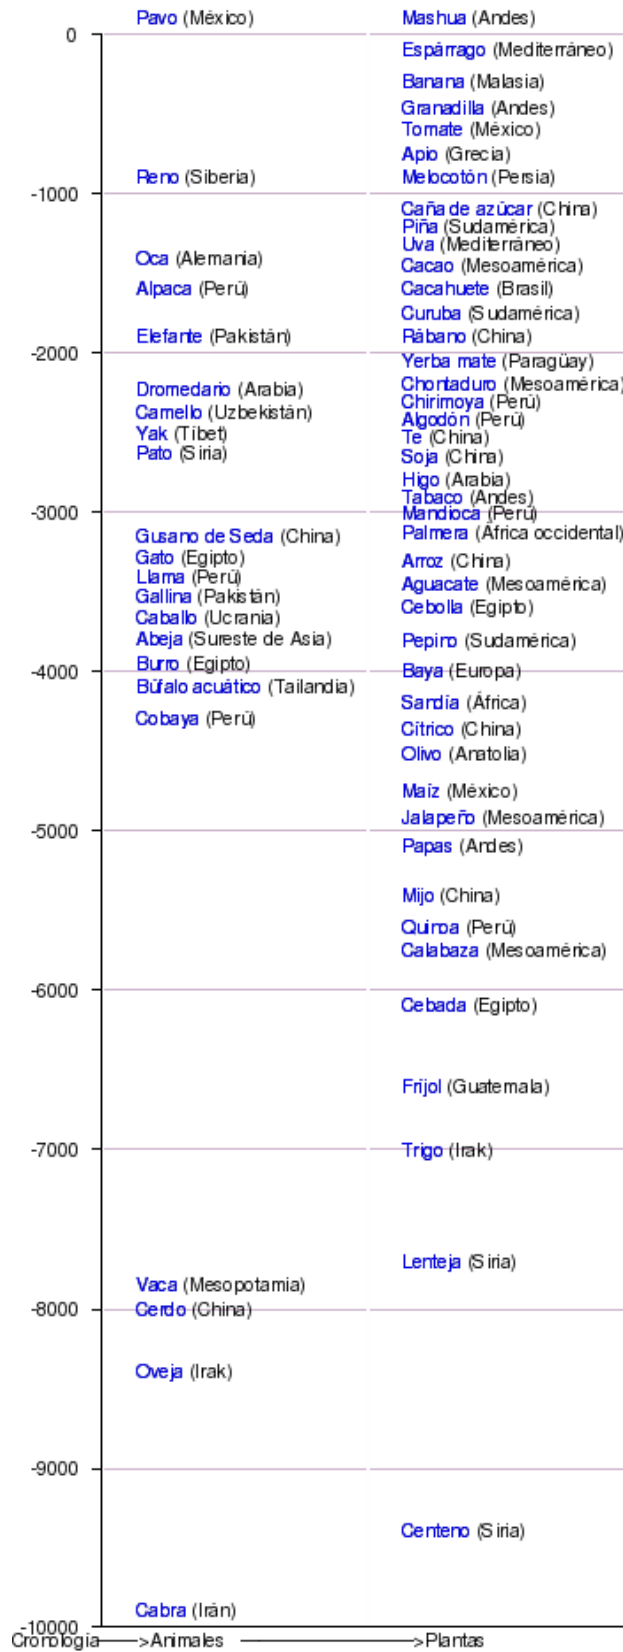 Pavo (México)
Mashua (Andes)
0
Espárrago (Mediterráneo)
Banana (Malasia)
Granadilla (Andes)
Tomate (México)
Apio (Grecia)
Reno (Siberia)
Melocotón (Persia)
-1000
Caña de azúcar (China)
Piña (Sudamérica)
Uva (Mediterráneo)
Oca (Alemania)
Cacao (Mesoamérica)
Alpaca (Perú)
Cacahuete (Brasil)
Curuba (Sudamérica)
Elefante (Pakistán)
Rábano (China)
-2000
Yerba mate (Paragüay)
Dromedario (Arabia)
Chontaduro (Mesoamérica)
Chirimoya (Perú)
Camello (Uzbekistán)
Algodón (Perú)
Yak (Tibet)
Te (China)
Pato (Siria)
Soja (China)
Higo (Arabia)
Tabaco (Andes)
-3000
Mandioca (Perú)
Gusano de Seda (China)
Palmera (África occidental)
Gato (Egipto)
Arroz (China)
Llama (Perú)
Aguacate (Mesoamérica)
Gallina (Pakistán)
Cebolla (Egipto)
Caballo (Ucrania)
Abeja (Sureste de Asia)
Pepino (Sudamérica)
Burro (Egipto)
-4000
Baya (Europa)
Búfalo acuático (Tailandia)
Sandía (África)
Cobaya (Perú)
Cítrico (China)
Olivo (Anatolia)
Maíz (México)
Jalapeño (Mesoamérica)
-5000
Papas (Andes)
Mijo (China)
Quinoa (Perú)
Calabaza (Mesoamérica)
-6000
Cebada (Egipto)
Frijol (Guatemala)
-7000
Trigo (Irak)
Lenteja (Siria)
Vaca (Mesopotamia)
-8000
Cerdo (China)
Oveja (Irak)
-9000
Centeno (Siria)
Cabra (Irán)
-10000
Cronología >Animales >Plantas